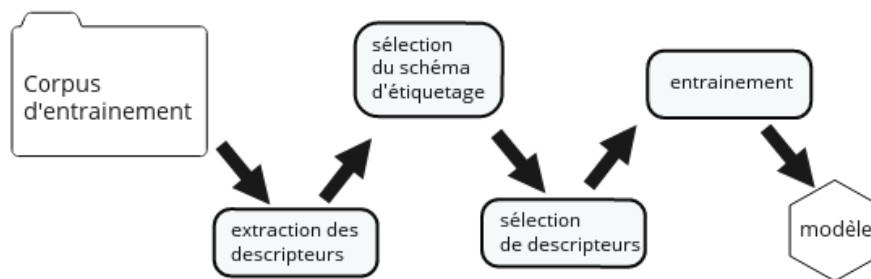 Corpus
d'entrainement
extraction des
descripteurs
sélection
du schéma
d'étiquetage
sélection
de descripteurs
entrainement
modèle